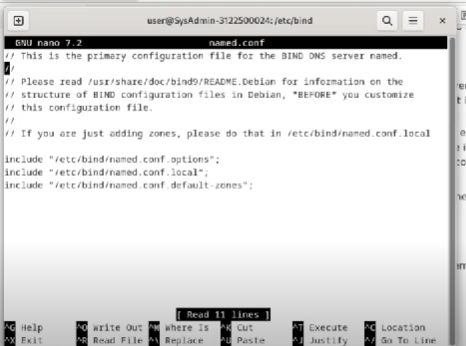 user@SysAdmin-3122500024: /etc/bind
GNU nano 7.2 named.conf
// This is the primary configuration file for the BIND DNS server named.
//
// Please read /usr/share/doc/bind9/README.Debian for information on the
// structure of BIND configuration files in Debian, *BEFORE* you customize
// this configuration file.
//
// If you are just adding zones, please do that in /etc/bind/named.conf.local
include "/etc/bind/named.conf.options";
include "/etc/bind/named.conf.local";
include "/etc/bind/named.conf.default-zones";
[ Read 11 lines ]
^G Help ^O Write Out ^W Where Is ^K Cut ^T Execute ^C Location
^X Exit ^R Read File ^\ Replace ^U Paste ^J Justify ^/ Go To Line